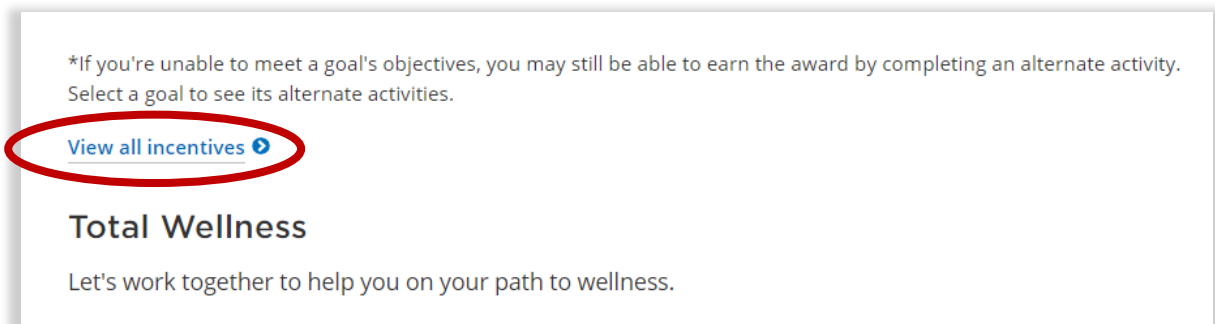 *If you're unable to meet a goal's objectives, you may still be able to earn the award by completing an alternate activity.
Select a goal to see its alternate activities.
View all incentives
Total Wellness
Let's work together to help you on your path to wellness.